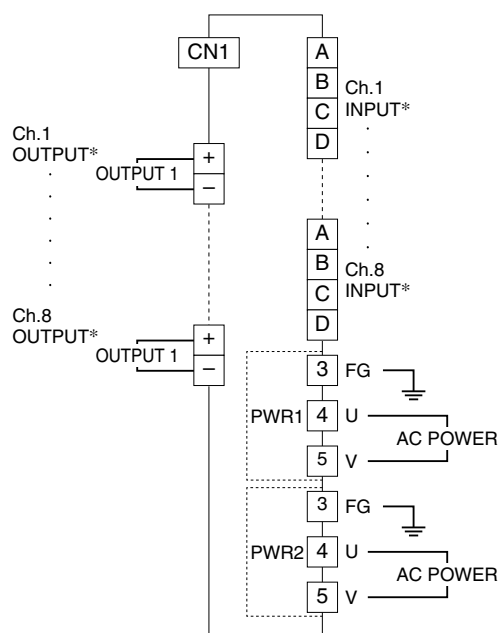 CN1
A
B
C
D
Ch.1
INPUT*
Ch.1
OUTPUT*
OUTPUT 1
+
−
A
B
C
D
Ch.8
INPUT*
Ch.8
OUTPUT*
OUTPUT 1
+
−
PWR1
3 FG
4 U
5 V
AC POWER
PWR2
3 FG
4 U
5 V
AC POWER